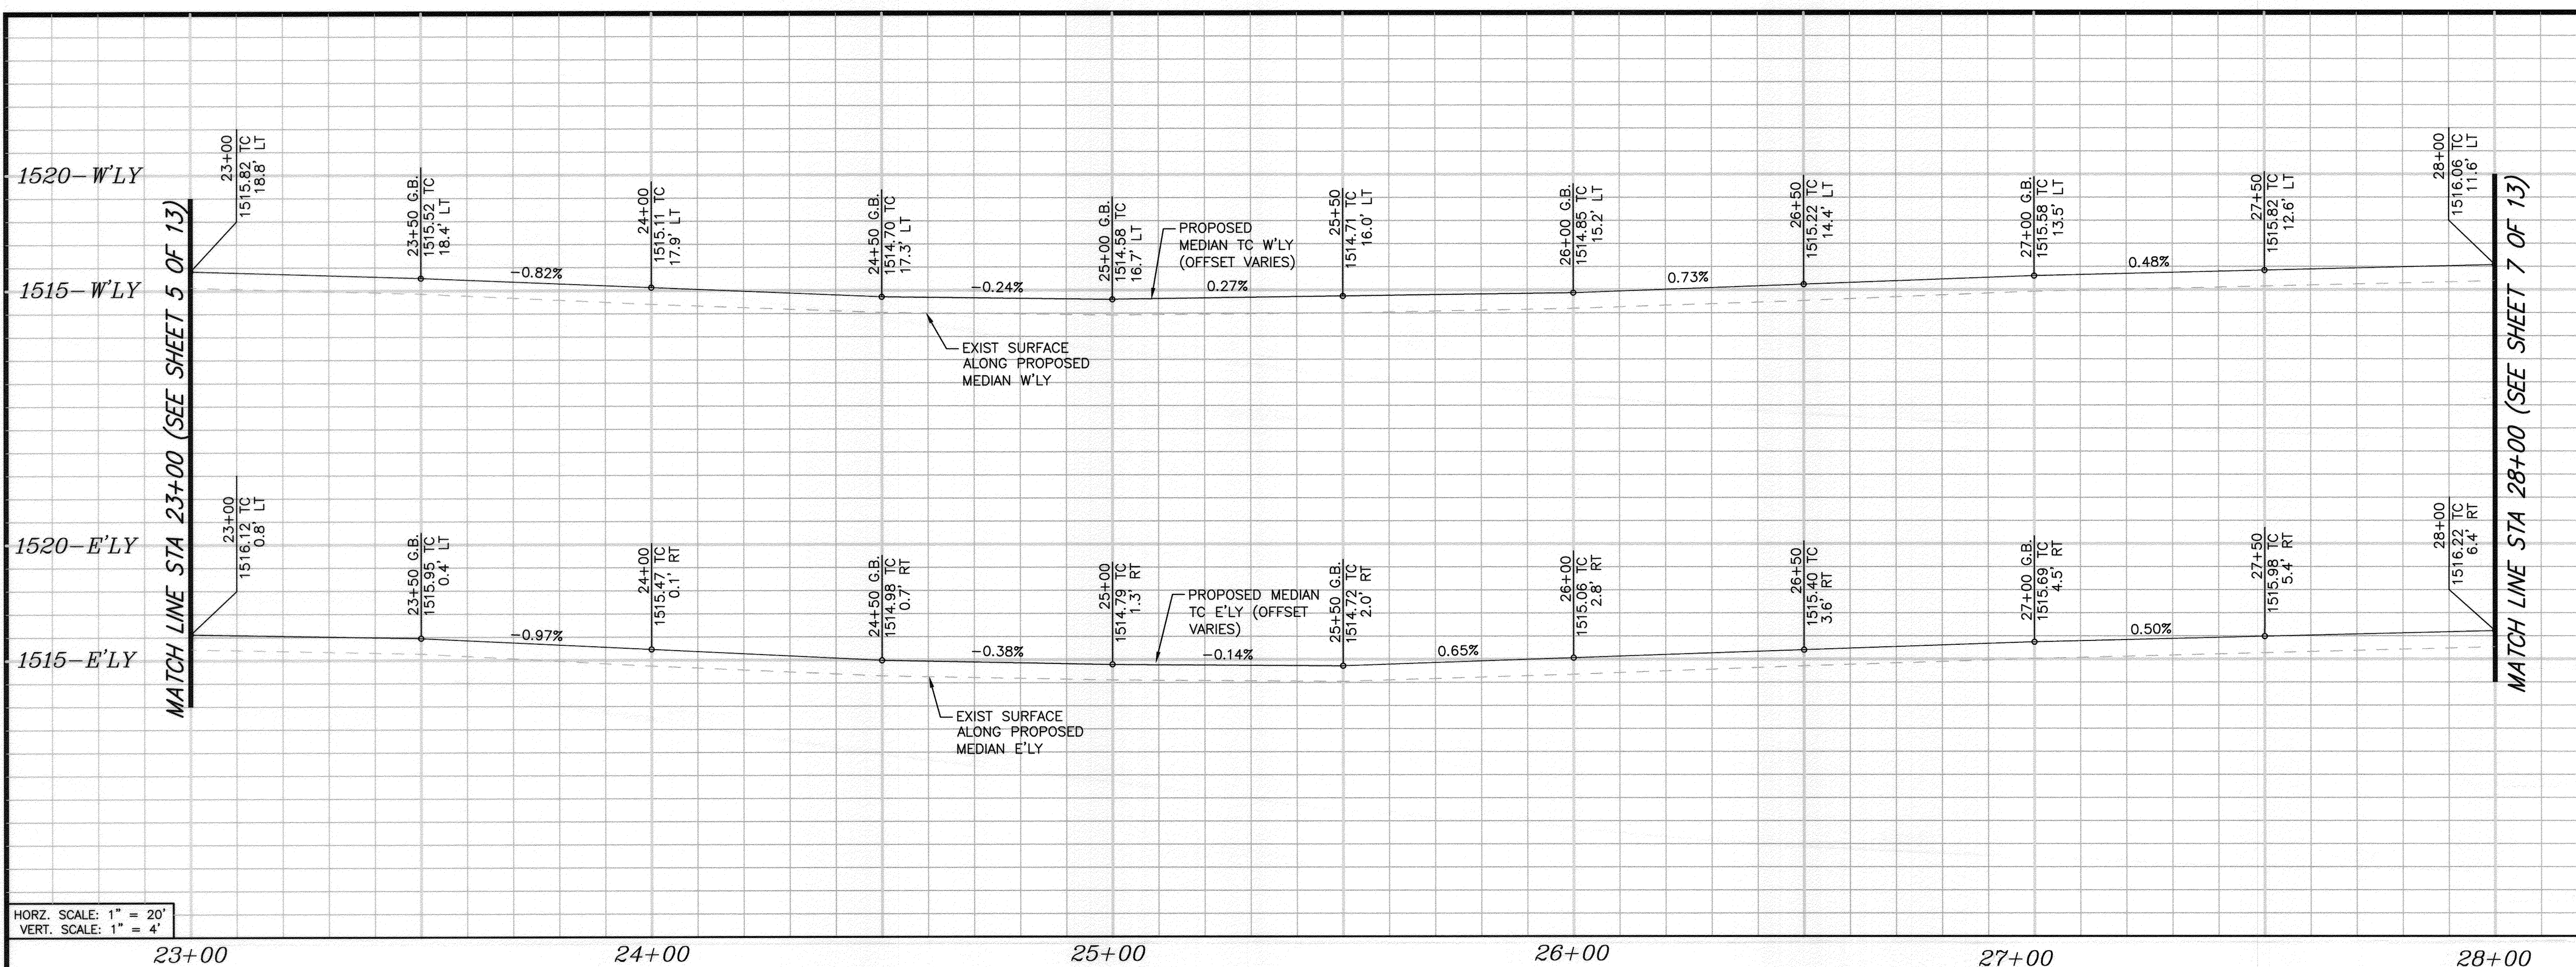 1520-W'LY
1515-W'LY
MATCH LINE STA 23+00 (SEE SHEET 5 OF 13)
23+00
1515.82 TC
18.8' LT
23+50 G.B.
1515.52 TC
18.4' LT
-0.82%
24+00
1515.11 TC
17.9' LT
24+50 G.B.
1514.70 TC
17.3' LT
-0.24%
25+00 G.B.
1514.58 TC
16.7' LT
PROPOSED
MEDIAN TC W'LY
(OFFSET VARIES)
0.27%
25+50
1514.71 TC
16.0' LT
26+00 G.B.
1514.85 TC
15.2' LT
0.73%
26+50
1515.22 TC
14.4' LT
27+00 G.B.
1515.58 TC
13.5' LT
0.48%
27+50
1515.82 TC
12.6' LT
28+00
1516.06 TC
11.6' LT
MATCH LINE STA 28+00 (SEE SHEET 7 OF 13)
EXIST SURFACE
ALONG PROPOSED
MEDIAN W'LY
1520-E'LY
1515-E'LY
23+00
1516.12 TC
0.8' LT
23+50 G.B.
1515.95 TC
0.4' LT
-0.97%
24+00
1515.47 TC
0.1' RT
24+50 G.B.
1514.98 TC
0.7' RT
-0.38%
25+00
1514.79 TC
1.3' RT
PROPOSED MEDIAN
TC E'LY (OFFSET
VARIES)
-0.14%
25+50 G.B.
1514.72 TC
2.0' RT
0.65%
26+00
1515.06 TC
2.8' RT
26+50
1515.40 TC
3.6' RT
27+00 G.B.
1515.69 TC
4.5' RT
0.50%
27+50
1515.98 TC
5.4' RT
28+00
1516.22 TC
6.4' RT
EXIST SURFACE
ALONG PROPOSED
MEDIAN E'LY
HORZ. SCALE: 1" = 20'
VERT. SCALE: 1" = 4'
23+00
24+00
25+00
26+00
27+00
28+00